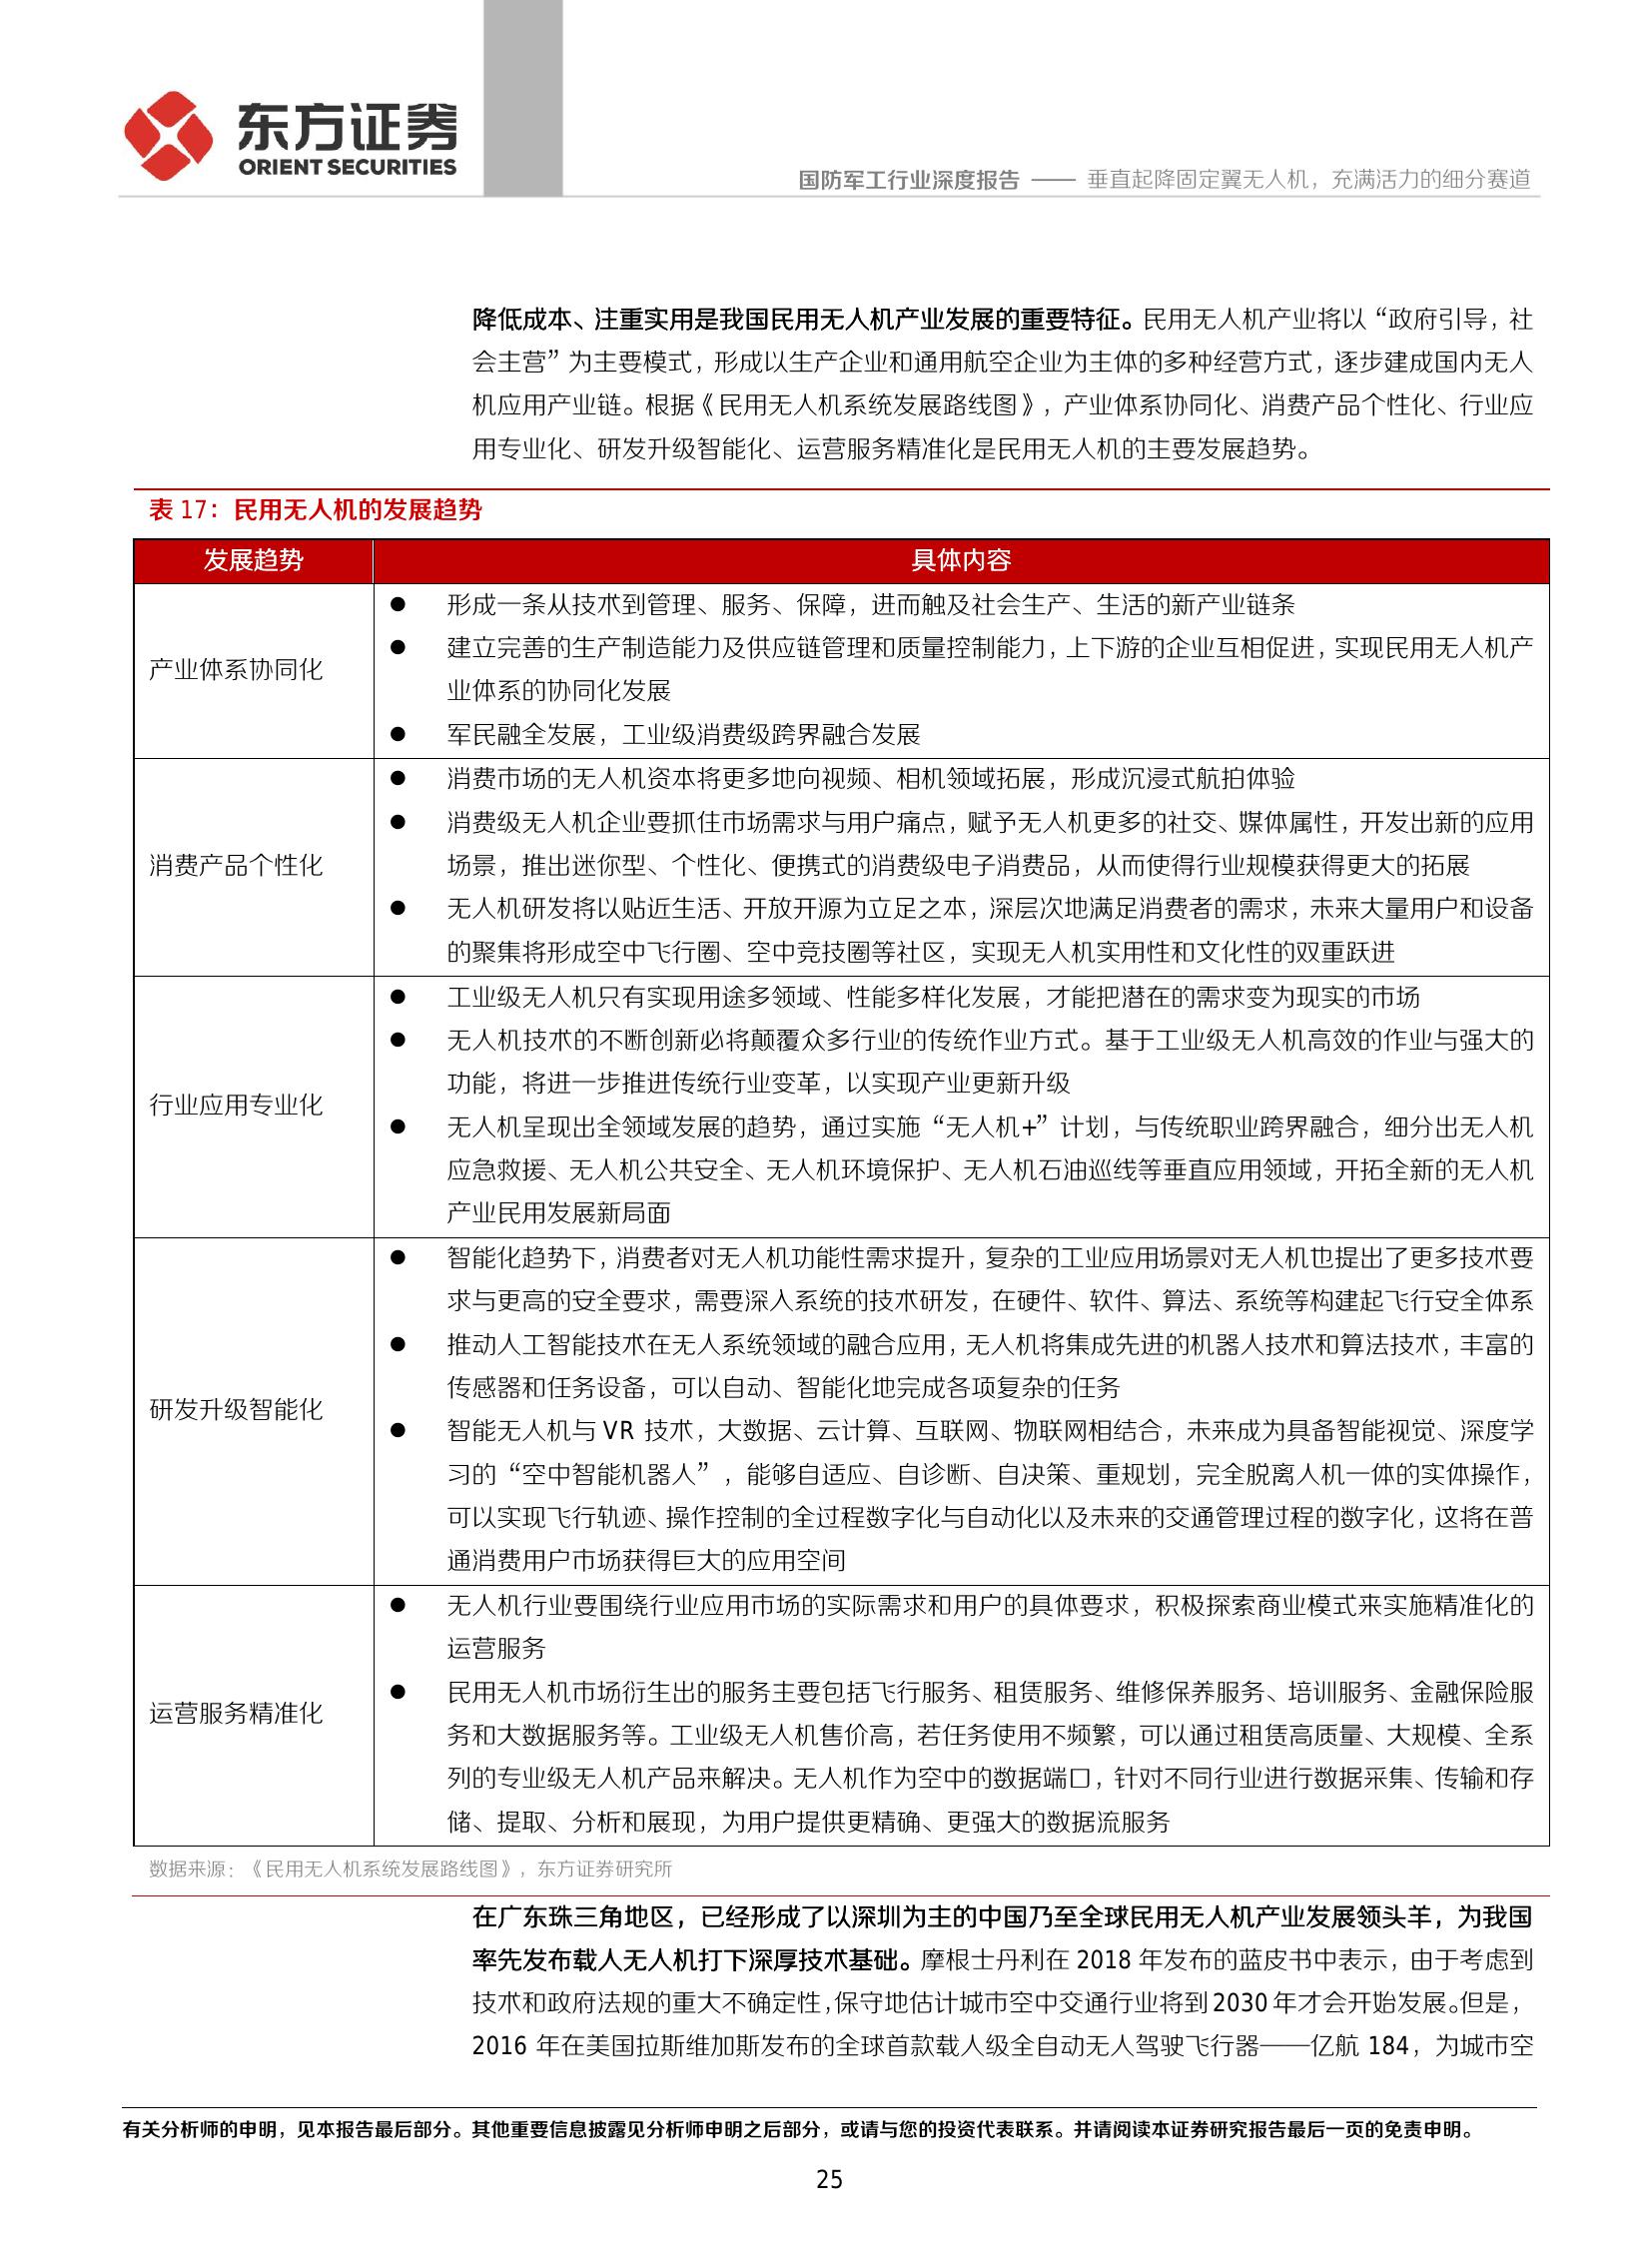 东方证券
ORIENT SECURITIES
国防军工行业深度报告 —— 垂直起降固定翼无人机，充满活力的细分赛道
降低成本、注重实用是我国民用无人机产业发展的重要特征。民用无人机产业将以“政府引导，社
会主营”为主要模式，形成以生产企业和通用航空企业为主体的多种经营方式，逐步建成国内无人
机应用产业链。根据《民用无人机系统发展路线图》，产业体系协同化、消费产品个性化、行业应
用专业化、研发升级智能化、运营服务精准化是民用无人机的主要发展趋势。
表 17：民用无人机的发展趋势
发展趋势 具体内容
产业体系协同化
● 形成一条从技术到管理、服务、保障，进而触及社会生产、生活的新产业链条
● 建立完善的生产制造能力及供应链管理和质量控制能力，上下游的企业互相促进，实现民用无人机产
业体系的协同化发展
● 军民融全发展，工业级消费级跨界融合发展
消费产品个性化
● 消费市场的无人机资本将更多地向视频、相机领域拓展，形成沉浸式航拍体验
● 消费级无人机企业要抓住市场需求与用户痛点，赋予无人机更多的社交、媒体属性，开发出新的应用
场景，推出迷你型、个性化、便携式的消费级电子消费品，从而使得行业规模获得更大的拓展
● 无人机研发将以贴近生活、开放开源为立足之本，深层次地满足消费者的需求，未来大量用户和设备
的聚集将形成空中飞行圈、空中竞技圈等社区，实现无人机实用性和文化性的双重跃进
行业应用专业化
● 工业级无人机只有实现用途多领域、性能多样化发展，才能把潜在的需求变为现实的市场
● 无人机技术的不断创新必将颠覆众多行业的传统作业方式。基于工业级无人机高效的作业与强大的
功能，将进一步推进传统行业变革，以实现产业更新升级
● 无人机呈现出全领域发展的趋势，通过实施“无人机+”计划，与传统职业跨界融合，细分出无人机
应急救援、无人机公共安全、无人机环境保护、无人机石油巡线等垂直应用领域，开拓全新的无人机
产业民用发展新局面
研发升级智能化
● 智能化趋势下，消费者对无人机功能性需求提升，复杂的工业应用场景对无人机也提出了更多技术要
求与更高的安全要求，需要深入系统的技术研发，在硬件、软件、算法、系统等构建起飞行安全体系
● 推动人工智能技术在无人系统领域的融合应用，无人机将集成先进的机器人技术和算法技术，丰富的
传感器和任务设备，可以自动、智能化地完成各项复杂的任务
● 智能无人机与 VR 技术，大数据、云计算、互联网、物联网相结合，未来成为具备智能视觉、深度学
习的“空中智能机器人”，能够自适应、自诊断、自决策、重规划，完全脱离人机一体的实体操作，
可以实现飞行轨迹、操作控制的全过程数字化与自动化以及未来的交通管理过程的数字化，这将在普
通消费用户市场获得巨大的应用空间
运营服务精准化
● 无人机行业要围绕行业应用市场的实际需求和用户的具体要求，积极探索商业模式来实施精准化的
运营服务
● 民用无人机市场衍生出的服务主要包括飞行服务、租赁服务、维修保养服务、培训服务、金融保险服
务和大数据服务等。工业级无人机售价高，若任务使用不频繁，可以通过租赁高质量、大规模、全系
列的专业级无人机产品来解决。无人机作为空中的数据端口，针对不同行业进行数据采集、传输和存
储、提取、分析和展现，为用户提供更精确、更强大的数据流服务
数据来源：《民用无人机系统发展路线图》，东方证券研究所
在广东珠三角地区，已经形成了以深圳为主的中国乃至全球民用无人机产业发展领头羊，为我国
率先发布载人无人机打下深厚技术基础。摩根士丹利在 2018 年发布的蓝皮书中表示，由于考虑到
技术和政府法规的重大不确定性，保守地估计城市空中交通行业将到 2030 年才会开始发展。但是，
2016 年在美国拉斯维加斯发布的全球首款载人级全自动无人驾驶飞行器——亿航 184，为城市空
有关分析师的申明，见本报告最后部分。其他重要信息披露见分析师申明之后部分，或请与您的投资代表联系。并请阅读本证券研究报告最后一页的免责申明。
25